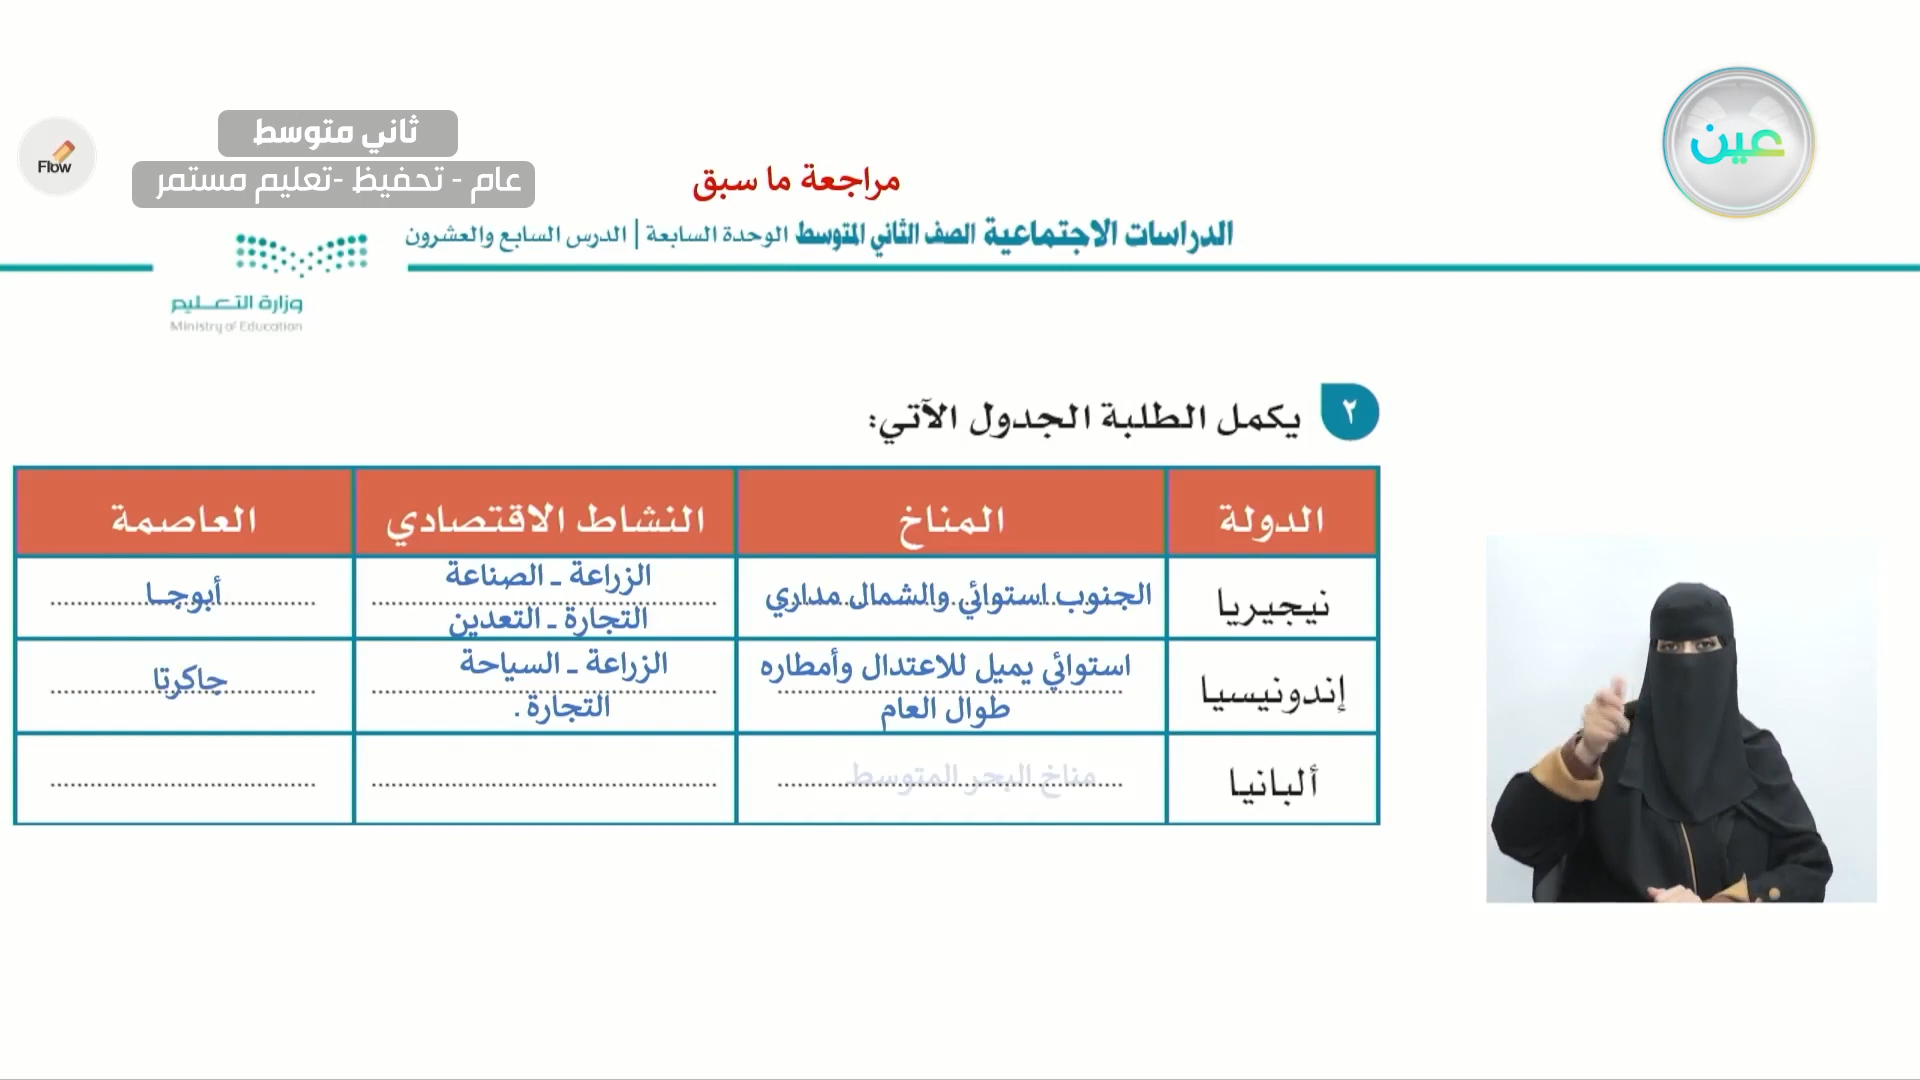 عين
ثاني متوسط
عام - تحفيظ -تعليم مستمر
Flow
مراجعة ما سبق
الدراسات الاجتماعية الصف الثاني المتوسط الوحدة السابعة | الدرس السابع والعشرون
وزارة التعليم
Ministry of Education
٢ يكمل الطلبة الجدول الآتي:
الدولة المناخ النشاط الاقتصادي العاصمة
نيجيريا الجنوب استوائي والشمال مداري الزراعة ـ الصناعة أبوجا
التجارة ـ التعدين
إندونيسيا استوائي يميل للاعتدال وأمطاره الزراعة ـ السياحة جاكرتا
طوال العام التجارة .
ألبانيا مناخ البحر المتوسط